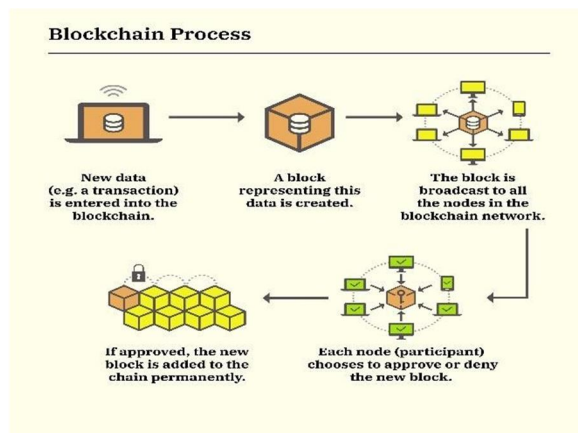 Blockchain Process
New data
(e.g. a transaction)
is entered into the
blockchain.
A block
representing this
data is created.
The block is
broadcast to all
the nodes in the
blockchain network.
If approved, the new
block is added to the
chain permanently.
Each node (participant)
chooses to approve or deny
the new block.